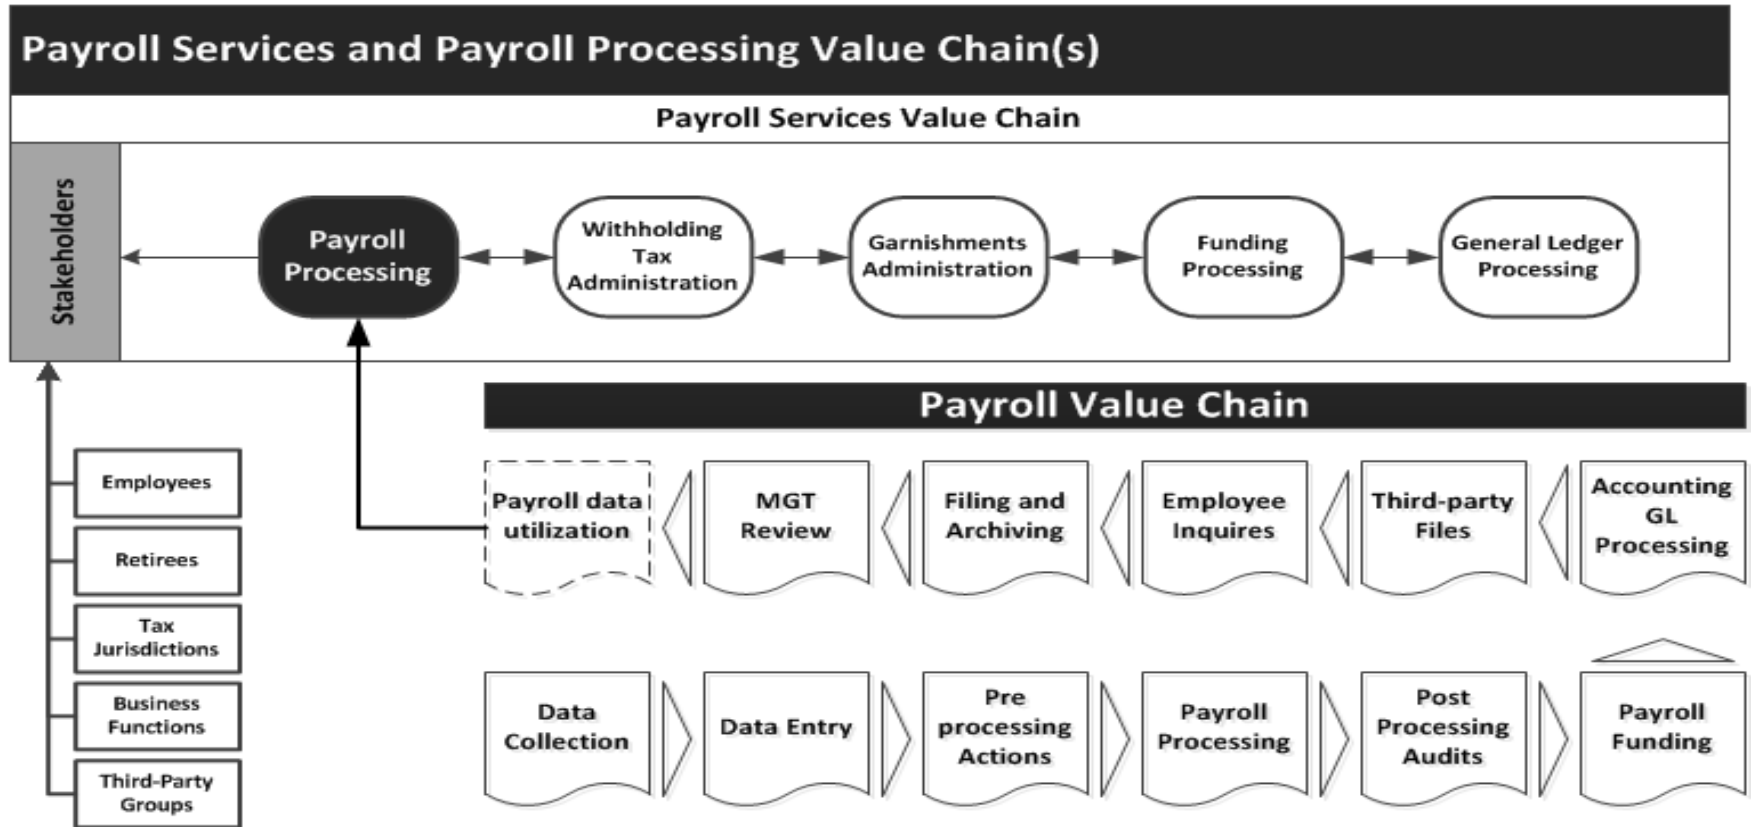 Payroll Services and Payroll Processing Value Chain(s)
Payroll Services Value Chain
Stakeholders
Payroll
Processing
Withholding
Tax
Administration
Garnishments
Administration
Funding
Processing
General Ledger
Processing
Employees
Retirees
Tax
Jurisdictions
Business
Functions
Third-Party
Groups
Payroll Value Chain
Payroll data
utilization
MGT
Review
Filing and
Archiving
Employee
Inquires
Third-party
Files
Accounting
GL
Processing
Data
Collection
Data Entry
Pre
processing
Actions
Payroll
Processing
Post
Processing
Audits
Payroll
Funding